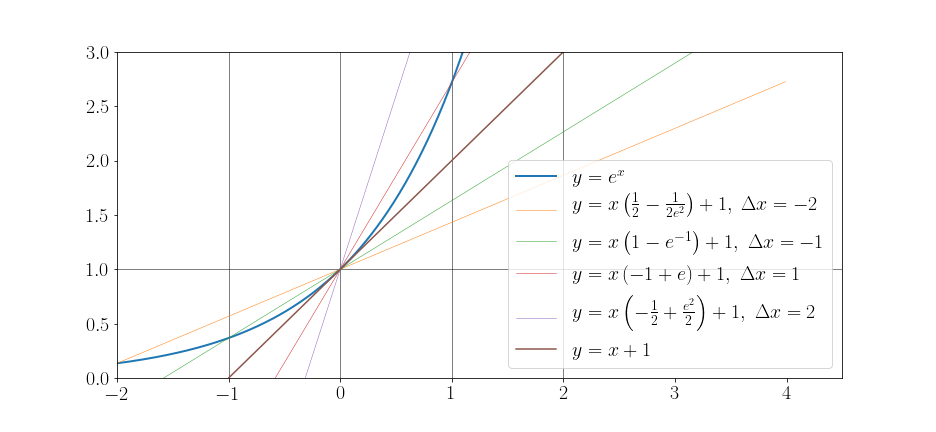 3.0
2.5
2.0
1.5
1.0
0.5
0.0
−2 −1 0 1 2 3 4
y = e^x
y = x(1/2 − 1/(2e^2)) + 1, Δx = −2
y = x(1 − e^{−1}) + 1, Δx = −1
y = x(−1 + e) + 1, Δx = 1
y = x(−1/2 + e^2/2) + 1, Δx = 2
y = x + 1